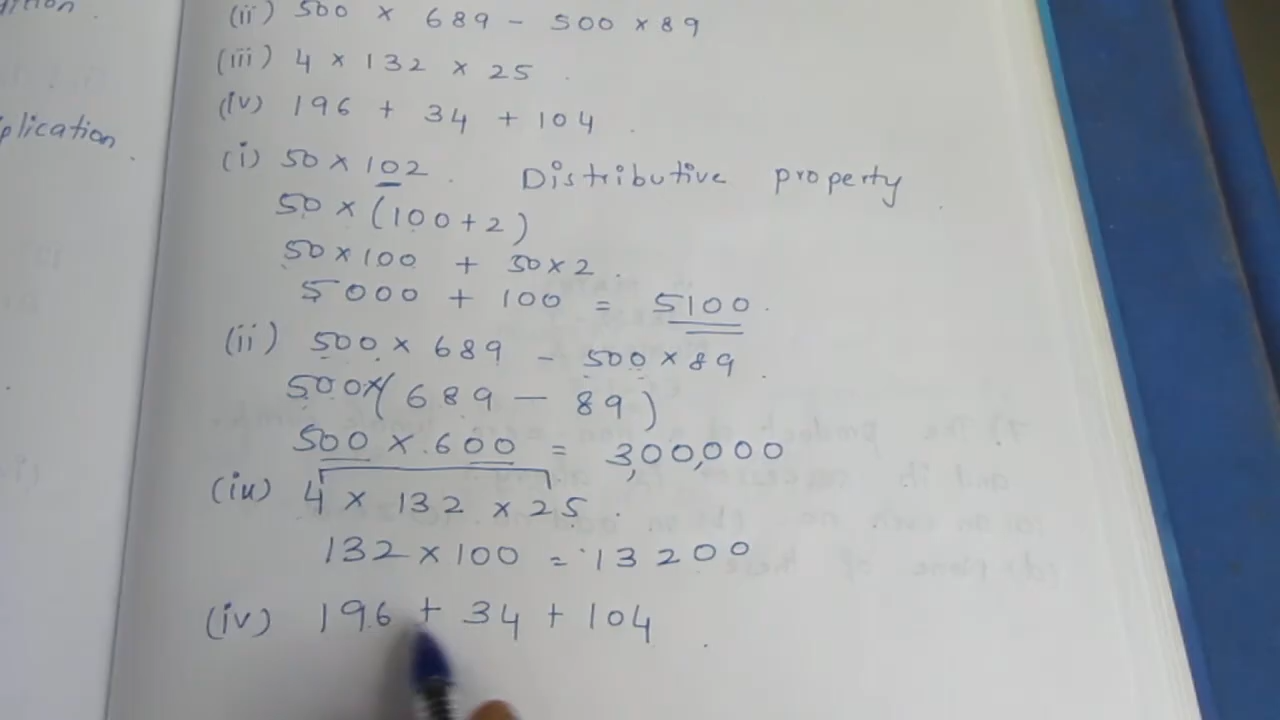 (ii) 500 × 689 - 500 × 89
(iii) 4 × 132 × 25 .
(iv) 196 + 34 + 104 .
plication .
(i) 50 × 102 . Distributive property .
50 × (100 + 2)
50 × 100 + 50 × 2 .
5000 + 100 = 5100 .
(ii) 500 × 689 - 500 × 89 .
500 × (689 - 89)
500 × 600 = 3,00,000
(iii) 4 × 132 × 25 .
132 × 100 = 13200
(iv) 196 + 34 + 104 .